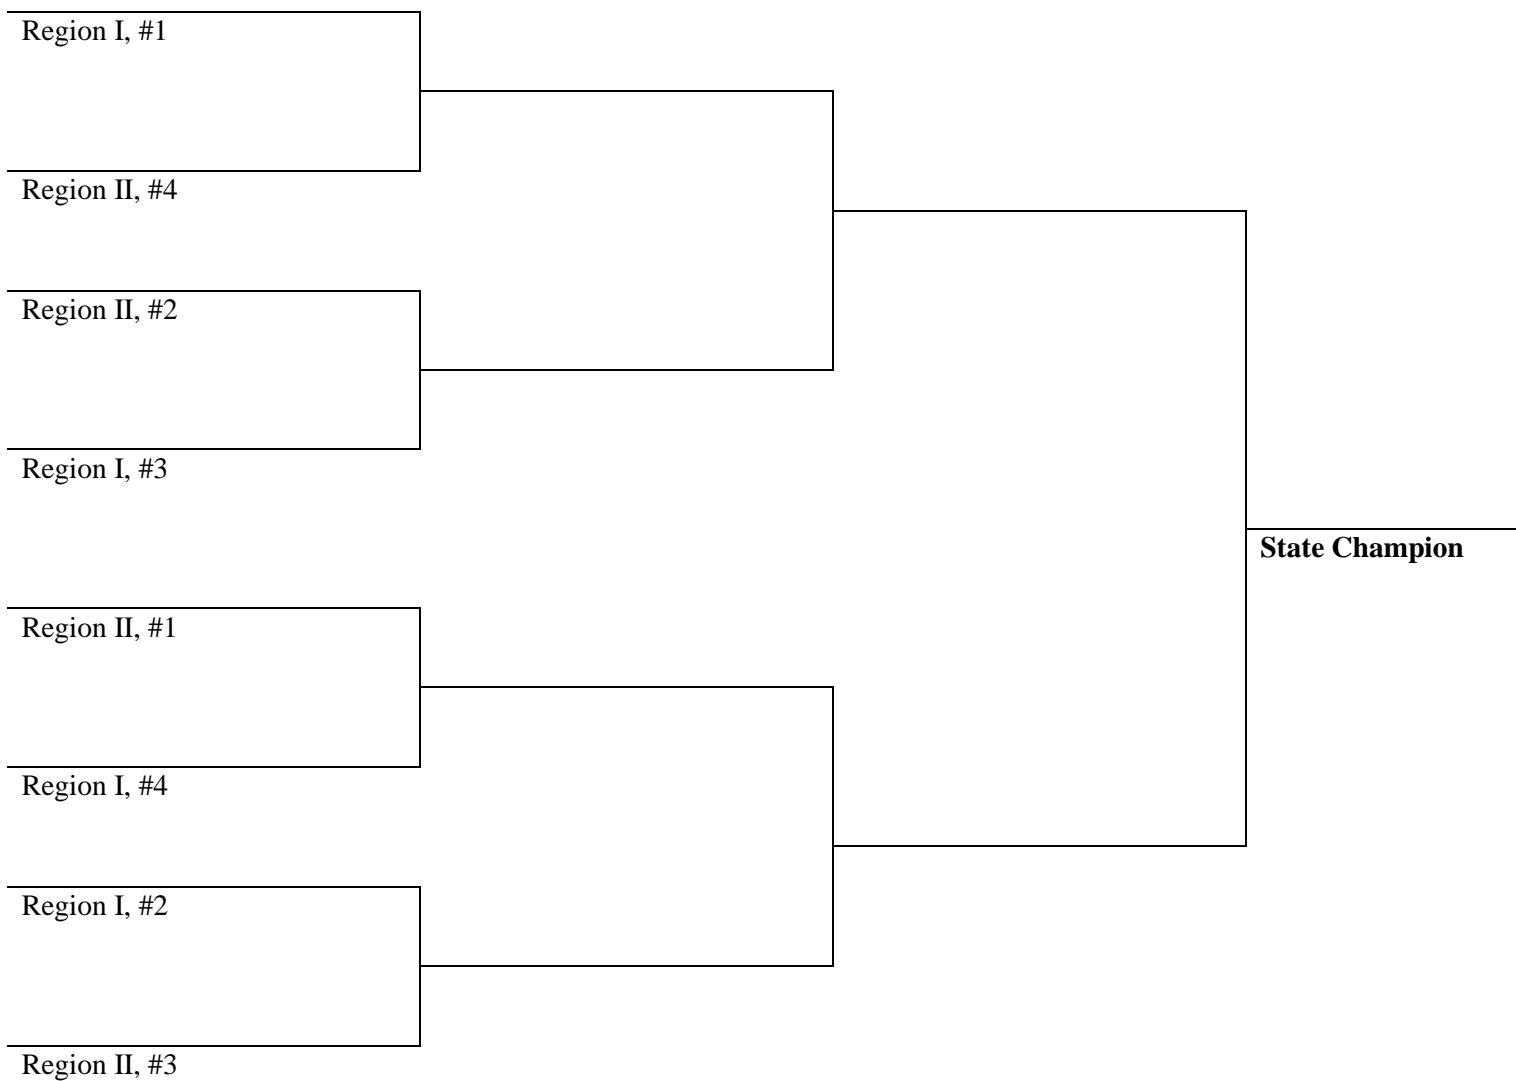 Region I, #1
Region II, #4
Region II, #2
Region I, #3
State Champion
Region II, #1
Region I, #4
Region I, #2
Region II, #3